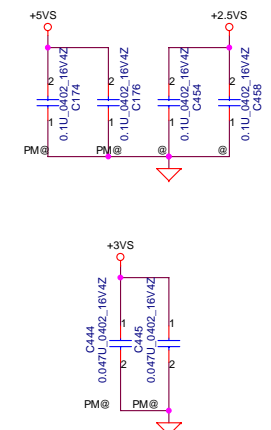 +5VS
+2.5VS
2
0.1U_0402_16V4Z
C174
1
PM@
2
0.1U_0402_16V4Z
C176
1
PM@
2
0.1U_0402_16V4Z
C454
1
@
2
0.1U_0402_16V4Z
C458
1
@
+3VS
C444
0.047U_0402_16V4Z
1
2
PM@
C445
0.047U_0402_16V4Z
1
2
PM@